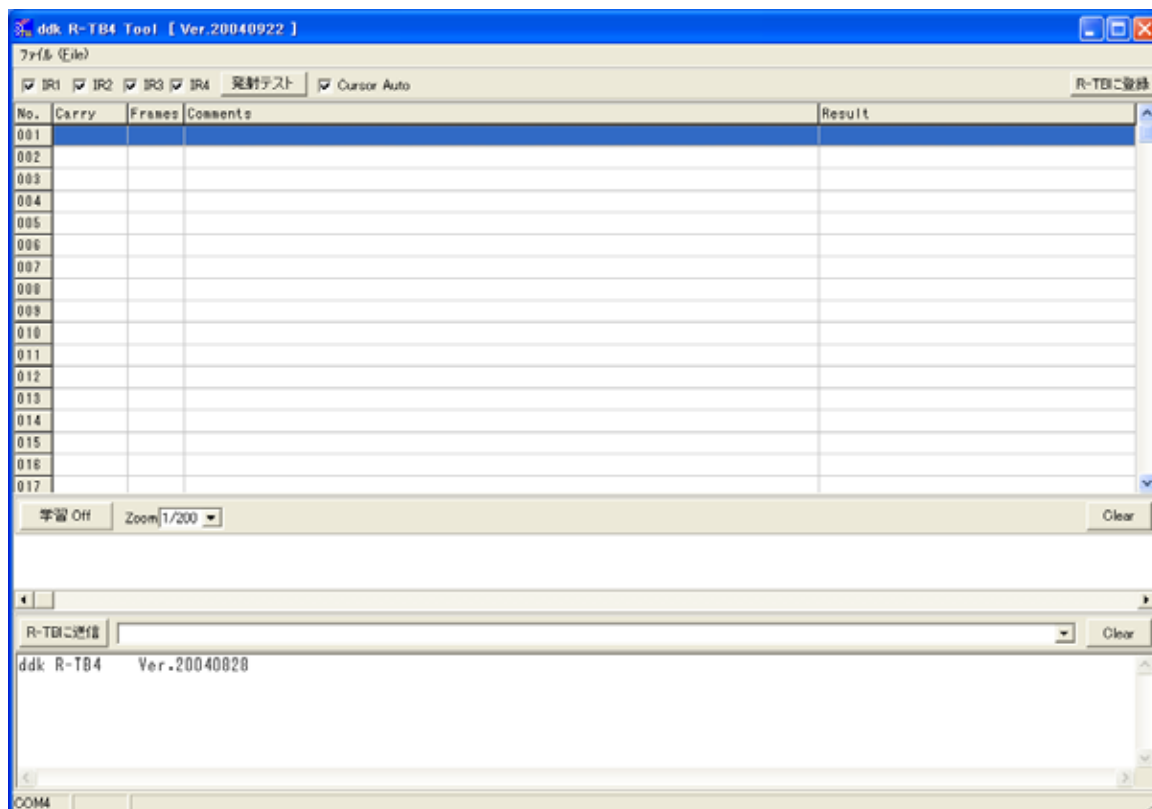 ddk R-TB4 Tool [ Ver.20040922 ]
ファイル (File)
IR1 IR2 IR3 IR4 発射テスト Cursor Auto R-TBIに登録
No. Carry Frames Comments Result
001
002
003
004
005
006
007
008
009
010
011
012
013
014
015
016
017
学習 Off Zoom 1/200 Clear
R-TBIに送信 Clear
ddk R-TB4 Ver.20040828
COM4